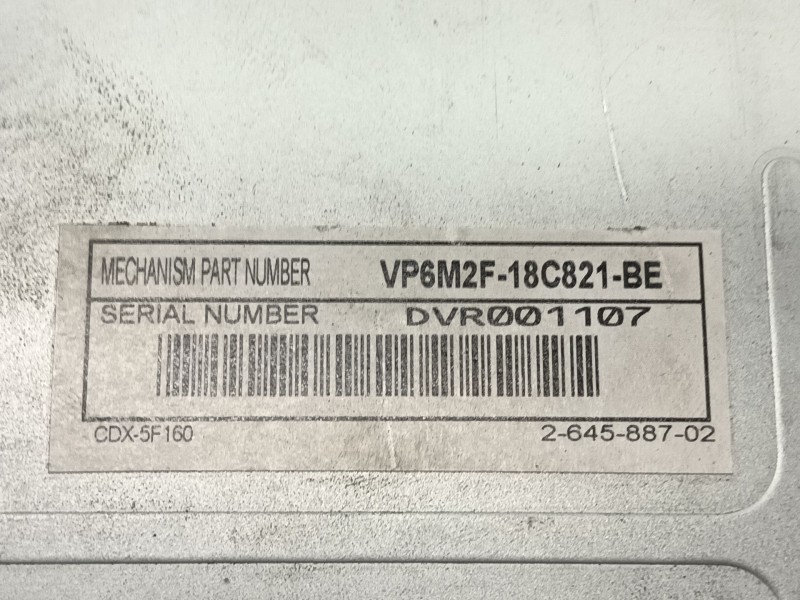 MECHANISM PART NUMBER VP6M2F-18C821-BE
SERIAL NUMBER DVR001107
CDX-5F160 2-645-887-02